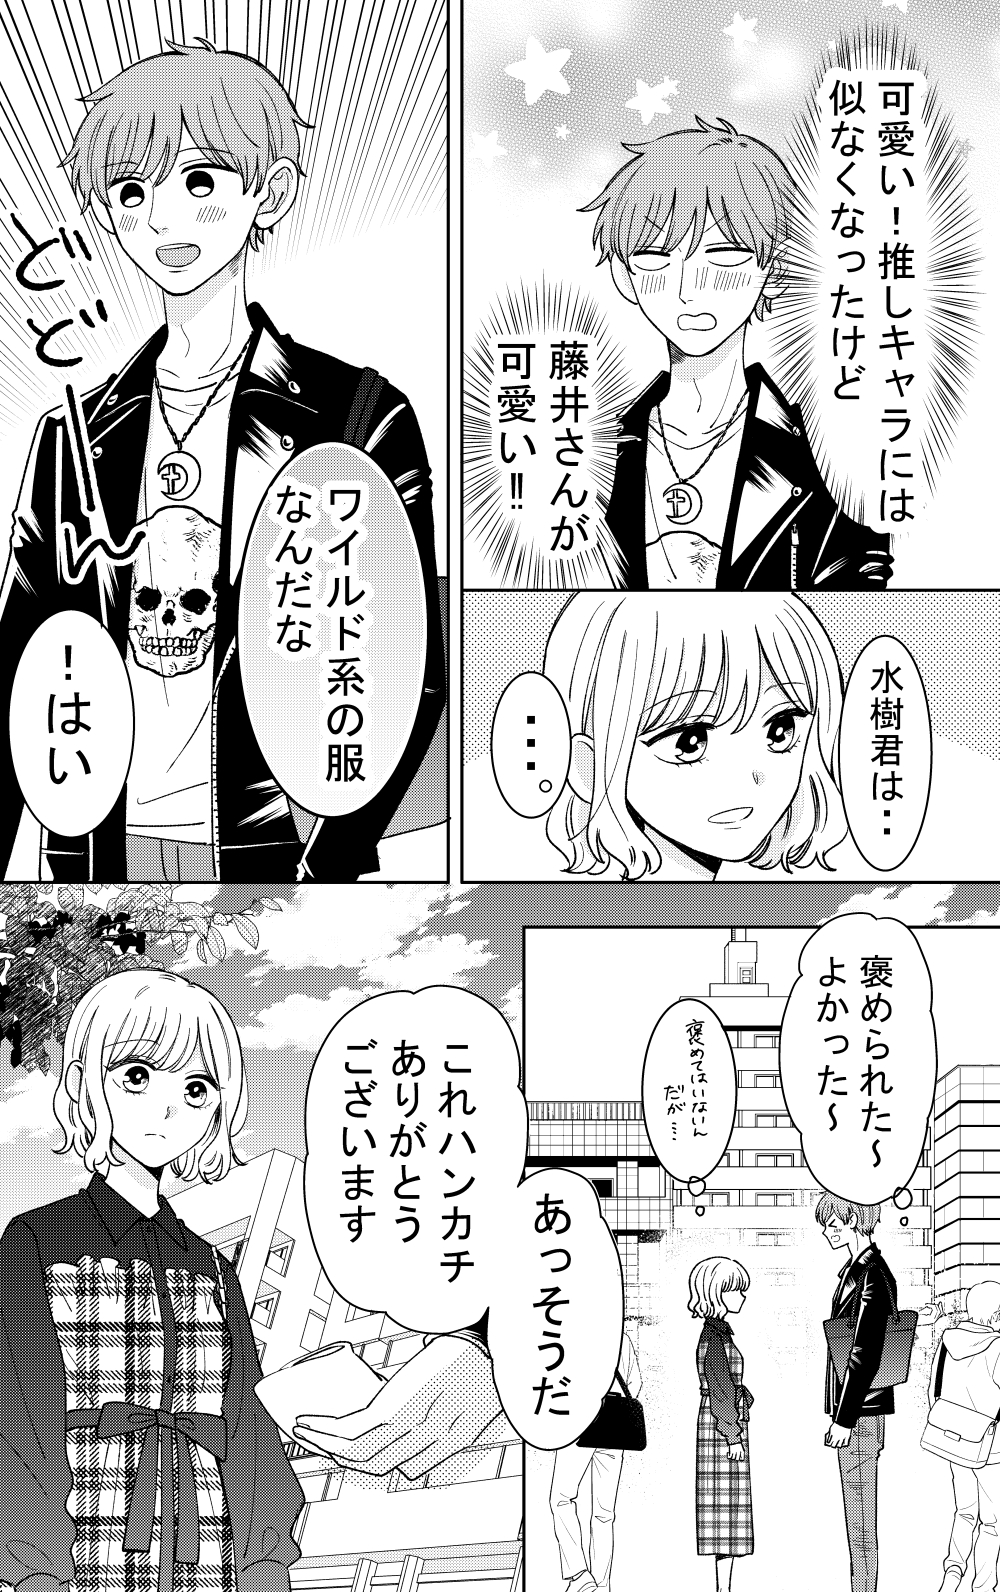 可愛い！推しキャラには
似なくなったけど
藤井さんが
可愛い!!
水樹君は・・
・・・。
ワイルド系の服
なんだな
！はい
どどーん
褒められた～
よかった～
褒めてはいないん
だが…
あっそうだ
これハンカチ
ありがとう
ございます